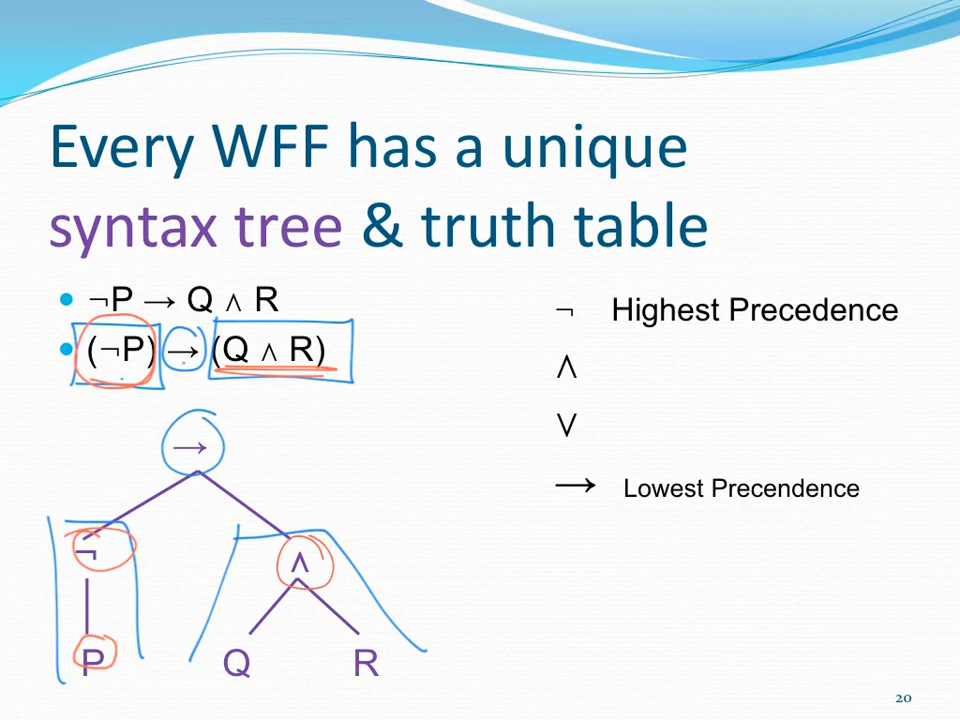 Every WFF has a unique
syntax tree & truth table
• ¬P → Q ∧ R
• (¬P) → (Q ∧ R)
¬ Highest Precedence
∧
∨
→ Lowest Precendence
→
¬ ∧
P Q R
20